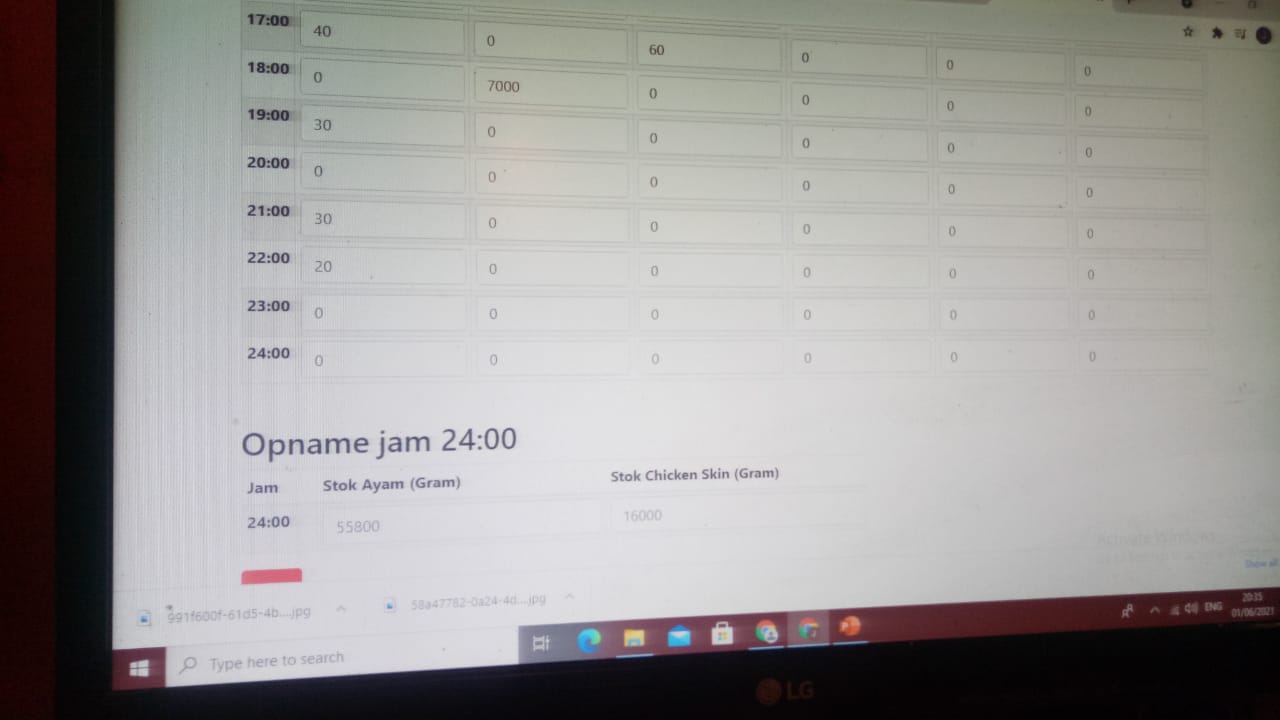 17:00 40 0 60 0 0 0
18:00 0 7000 0 0 0 0
19:00 30 0 0 0 0 0
20:00 0 0 0 0 0 0
21:00 30 0 0 0 0 0
22:00 20 0 0 0 0 0
23:00 0 0 0 0 0 0
24:00 0 0 0 0 0 0
Opname jam 24:00
Jam Stok Ayam (Gram) Stok Chicken Skin (Gram)
24:00 55800 16000
Activate Windows
Show all
991f600f-61d5-4b....jpg 58a47782-0a24-4d....jpg
ENG 20:35
01/06/2021
Type here to search
LG